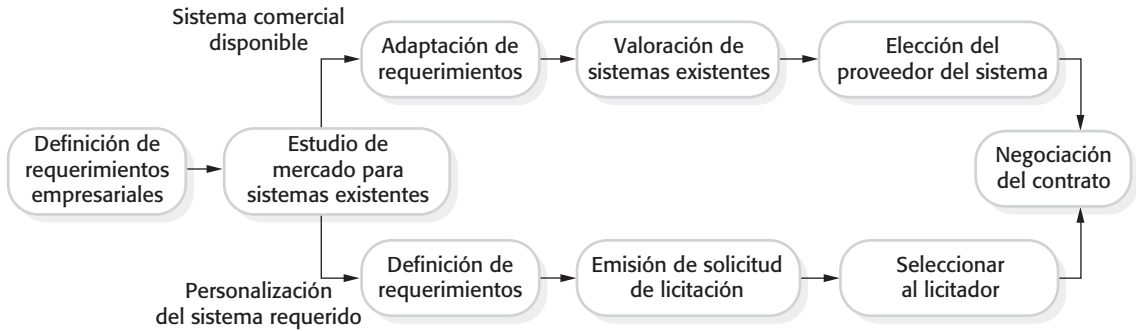 Sistema comercial
disponible
Adaptación de
requerimientos
Valoración de
sistemas existentes
Elección del
proveedor del sistema
Definición de
requerimientos
empresariales
Estudio de
mercado para
sistemas existentes
Negociación
del contrato
Personalización
del sistema requerido
Definición de
requerimientos
Emisión de solicitud
de licitación
Seleccionar
al licitador